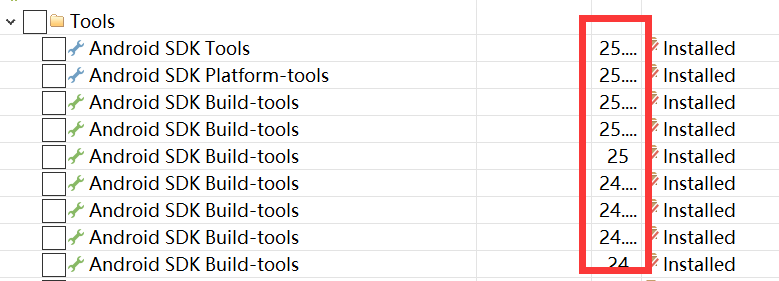 Tools
Android SDK Tools 25.... Installed
Android SDK Platform-tools 25.... Installed
Android SDK Build-tools 25.... Installed
Android SDK Build-tools 25.... Installed
Android SDK Build-tools 25 Installed
Android SDK Build-tools 24.... Installed
Android SDK Build-tools 24.... Installed
Android SDK Build-tools 24.... Installed
Android SDK Build-tools 24 Installed